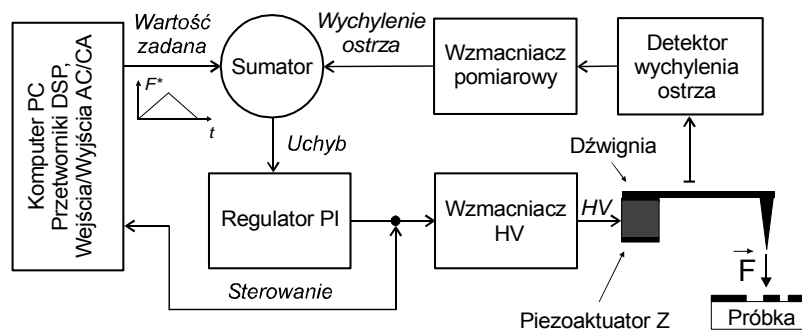 Komputer PC
Przetworniki DSP,
Wejścia/Wyjścia AC/CA
Wartość
zadana
F*
t
Sumator
Wychylenie
ostrza
Wzmacniacz
pomiarowy
Detektor
wychylenia
ostrza
Uchyb
Regulator PI
Sterowanie
Wzmacniacz
HV
HV
Dźwignia
Piezoaktuator Z
F
Próbka